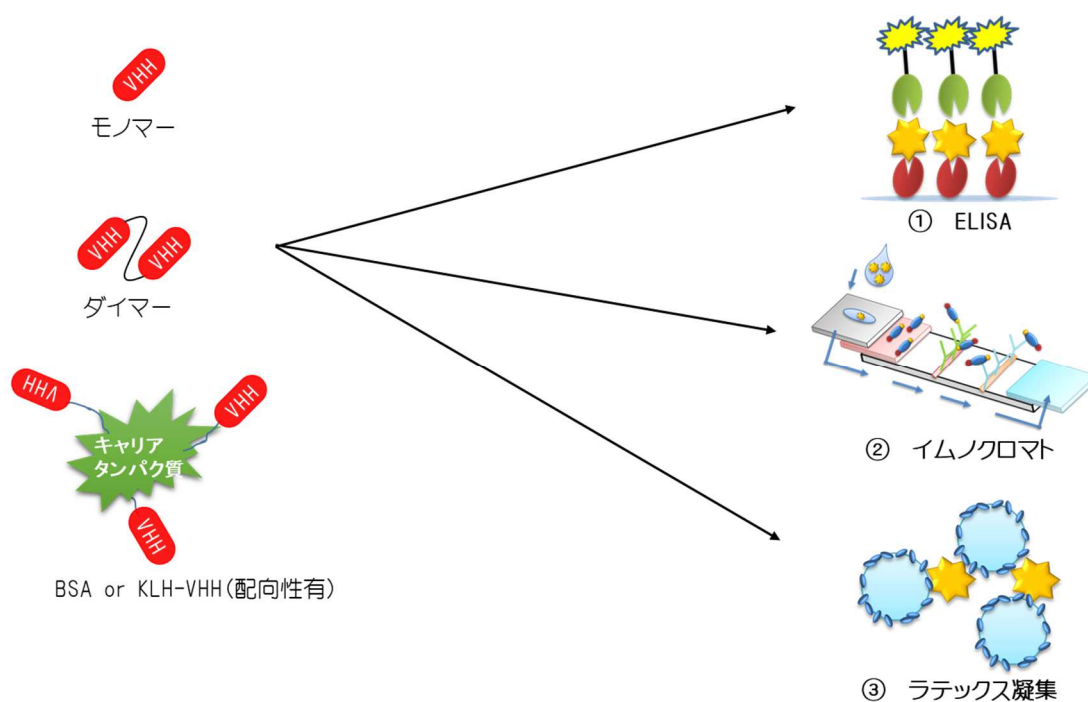 VHH
モノマー
VHH
VHH
ダイマー
VHH
VHH
キャリア
タンパク質
VHH
BSA or KLH-VHH(配向性有)
① ELISA
② イムノクロマト
③ ラテックス凝集